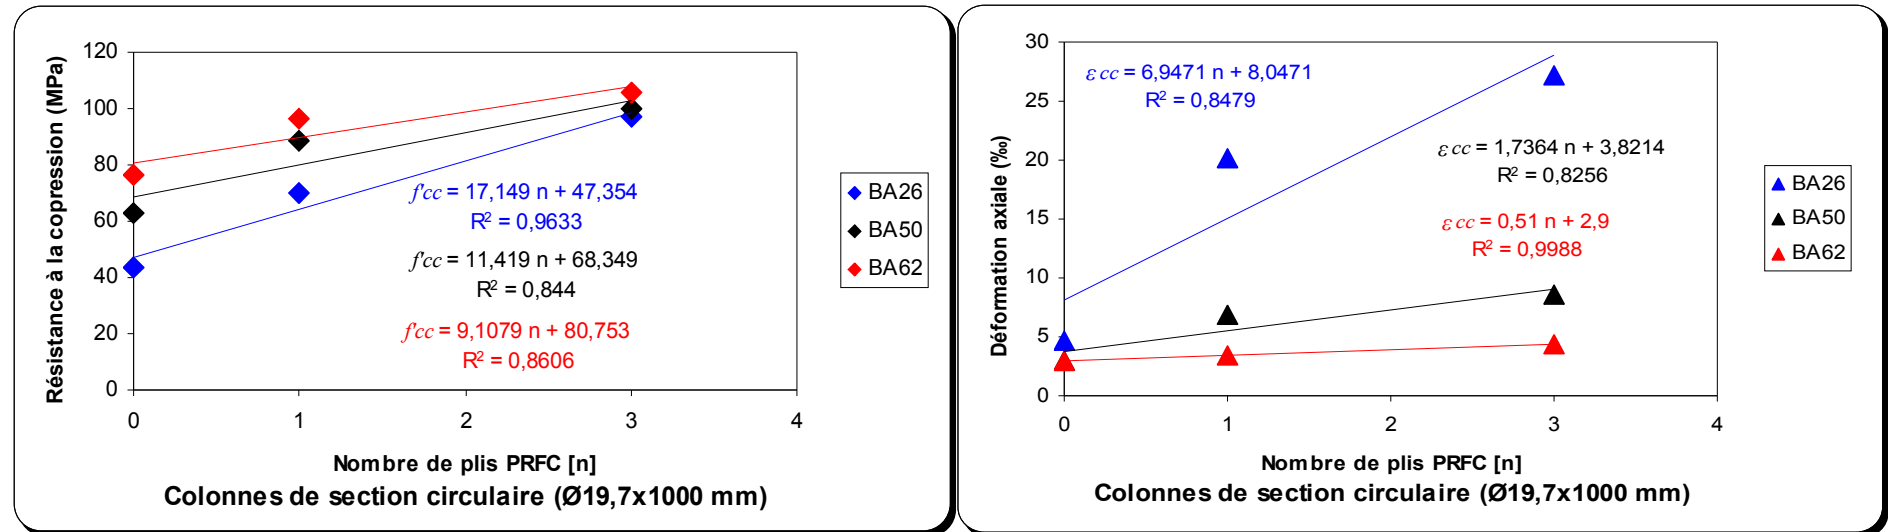 Résistance à la copression (MPa)
120
100
80
60
40
20
0
f'cc = 17,149 n + 47,354
R² = 0,9633
f'cc = 11,419 n + 68,349
R² = 0,844
f'cc = 9,1079 n + 80,753
R² = 0,8606
0 1 2 3 4
Nombre de plis PRFC [n]
Colonnes de section circulaire (Ø19,7x1000 mm)
BA26
BA50
BA62
Déformation axiale (‰)
30
25
20
15
10
5
0
ε cc = 6,9471 n + 8,0471
R² = 0,8479
ε cc = 1,7364 n + 3,8214
R² = 0,8256
ε cc = 0,51 n + 2,9
R² = 0,9988
0 1 2 3 4
Nombre de plis PRFC [n]
Colonnes de section circulaire (Ø19,7x1000 mm)
BA26
BA50
BA62